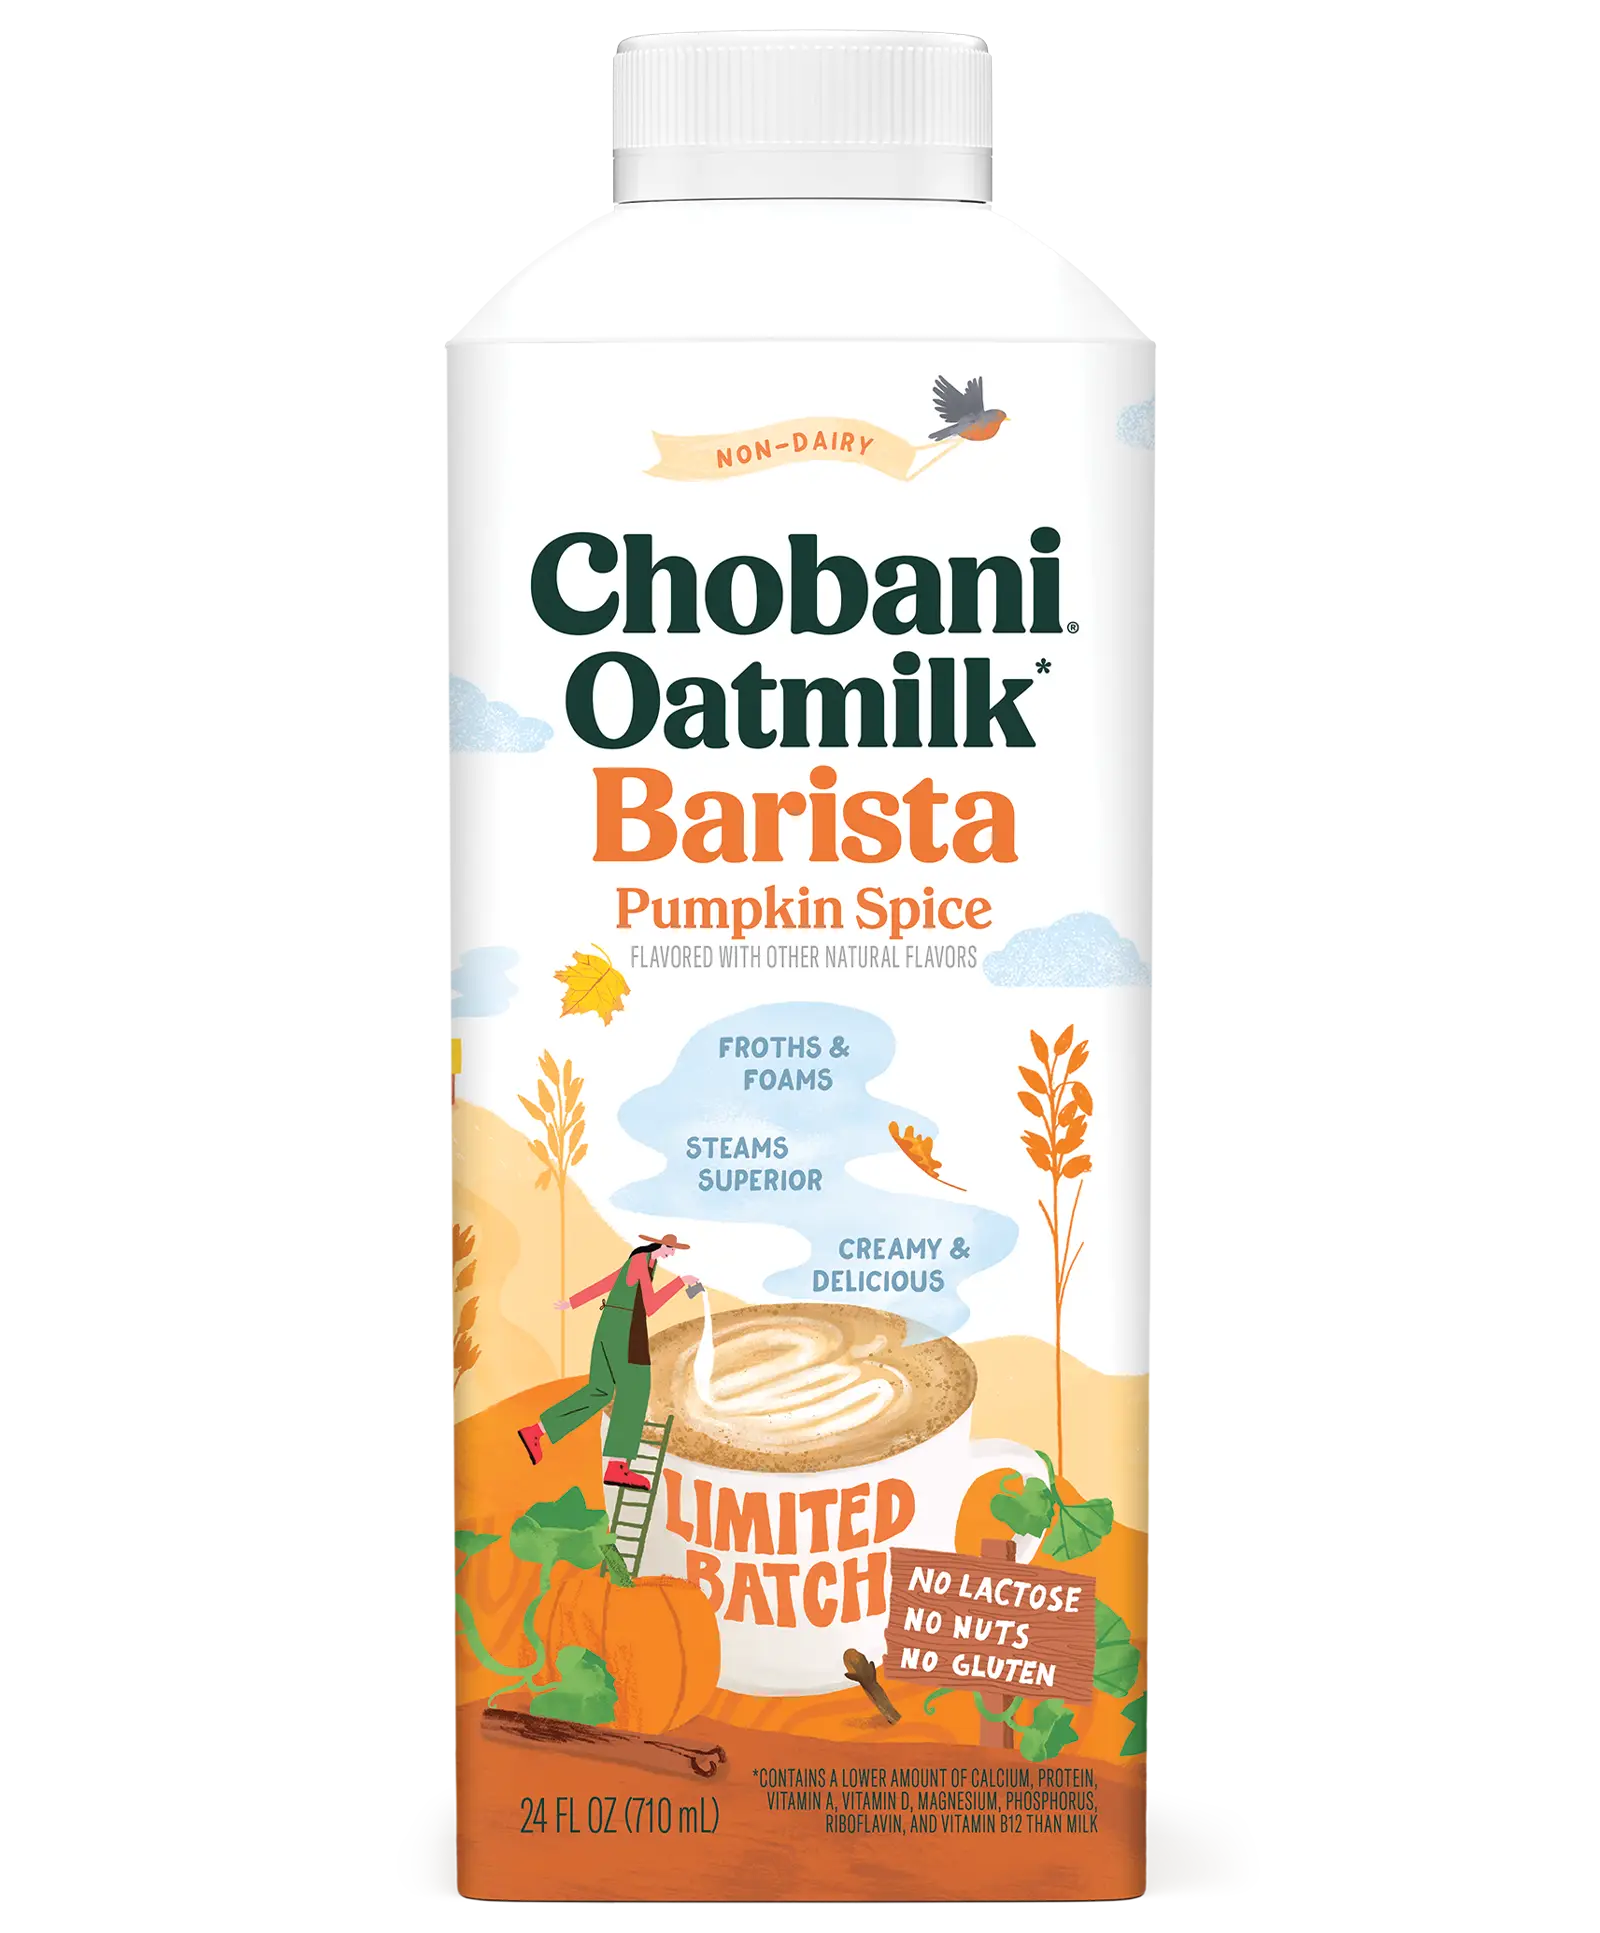 NON-DAIRY
Chobani®
Oatmilk*
Barista
Pumpkin Spice
FLAVORED WITH OTHER NATURAL FLAVORS
FROTHS &
FOAMS
STEAMS
SUPERIOR
CREAMY &
DELICIOUS
LIMITED
BATCH
NO LACTOSE
NO NUTS
NO GLUTEN
24 FL OZ (710 mL)
*CONTAINS A LOWER AMOUNT OF CALCIUM, PROTEIN,
VITAMIN A, VITAMIN D, MAGNESIUM, PHOSPHORUS,
RIBOFLAVIN, AND VITAMIN B12 THAN MILK